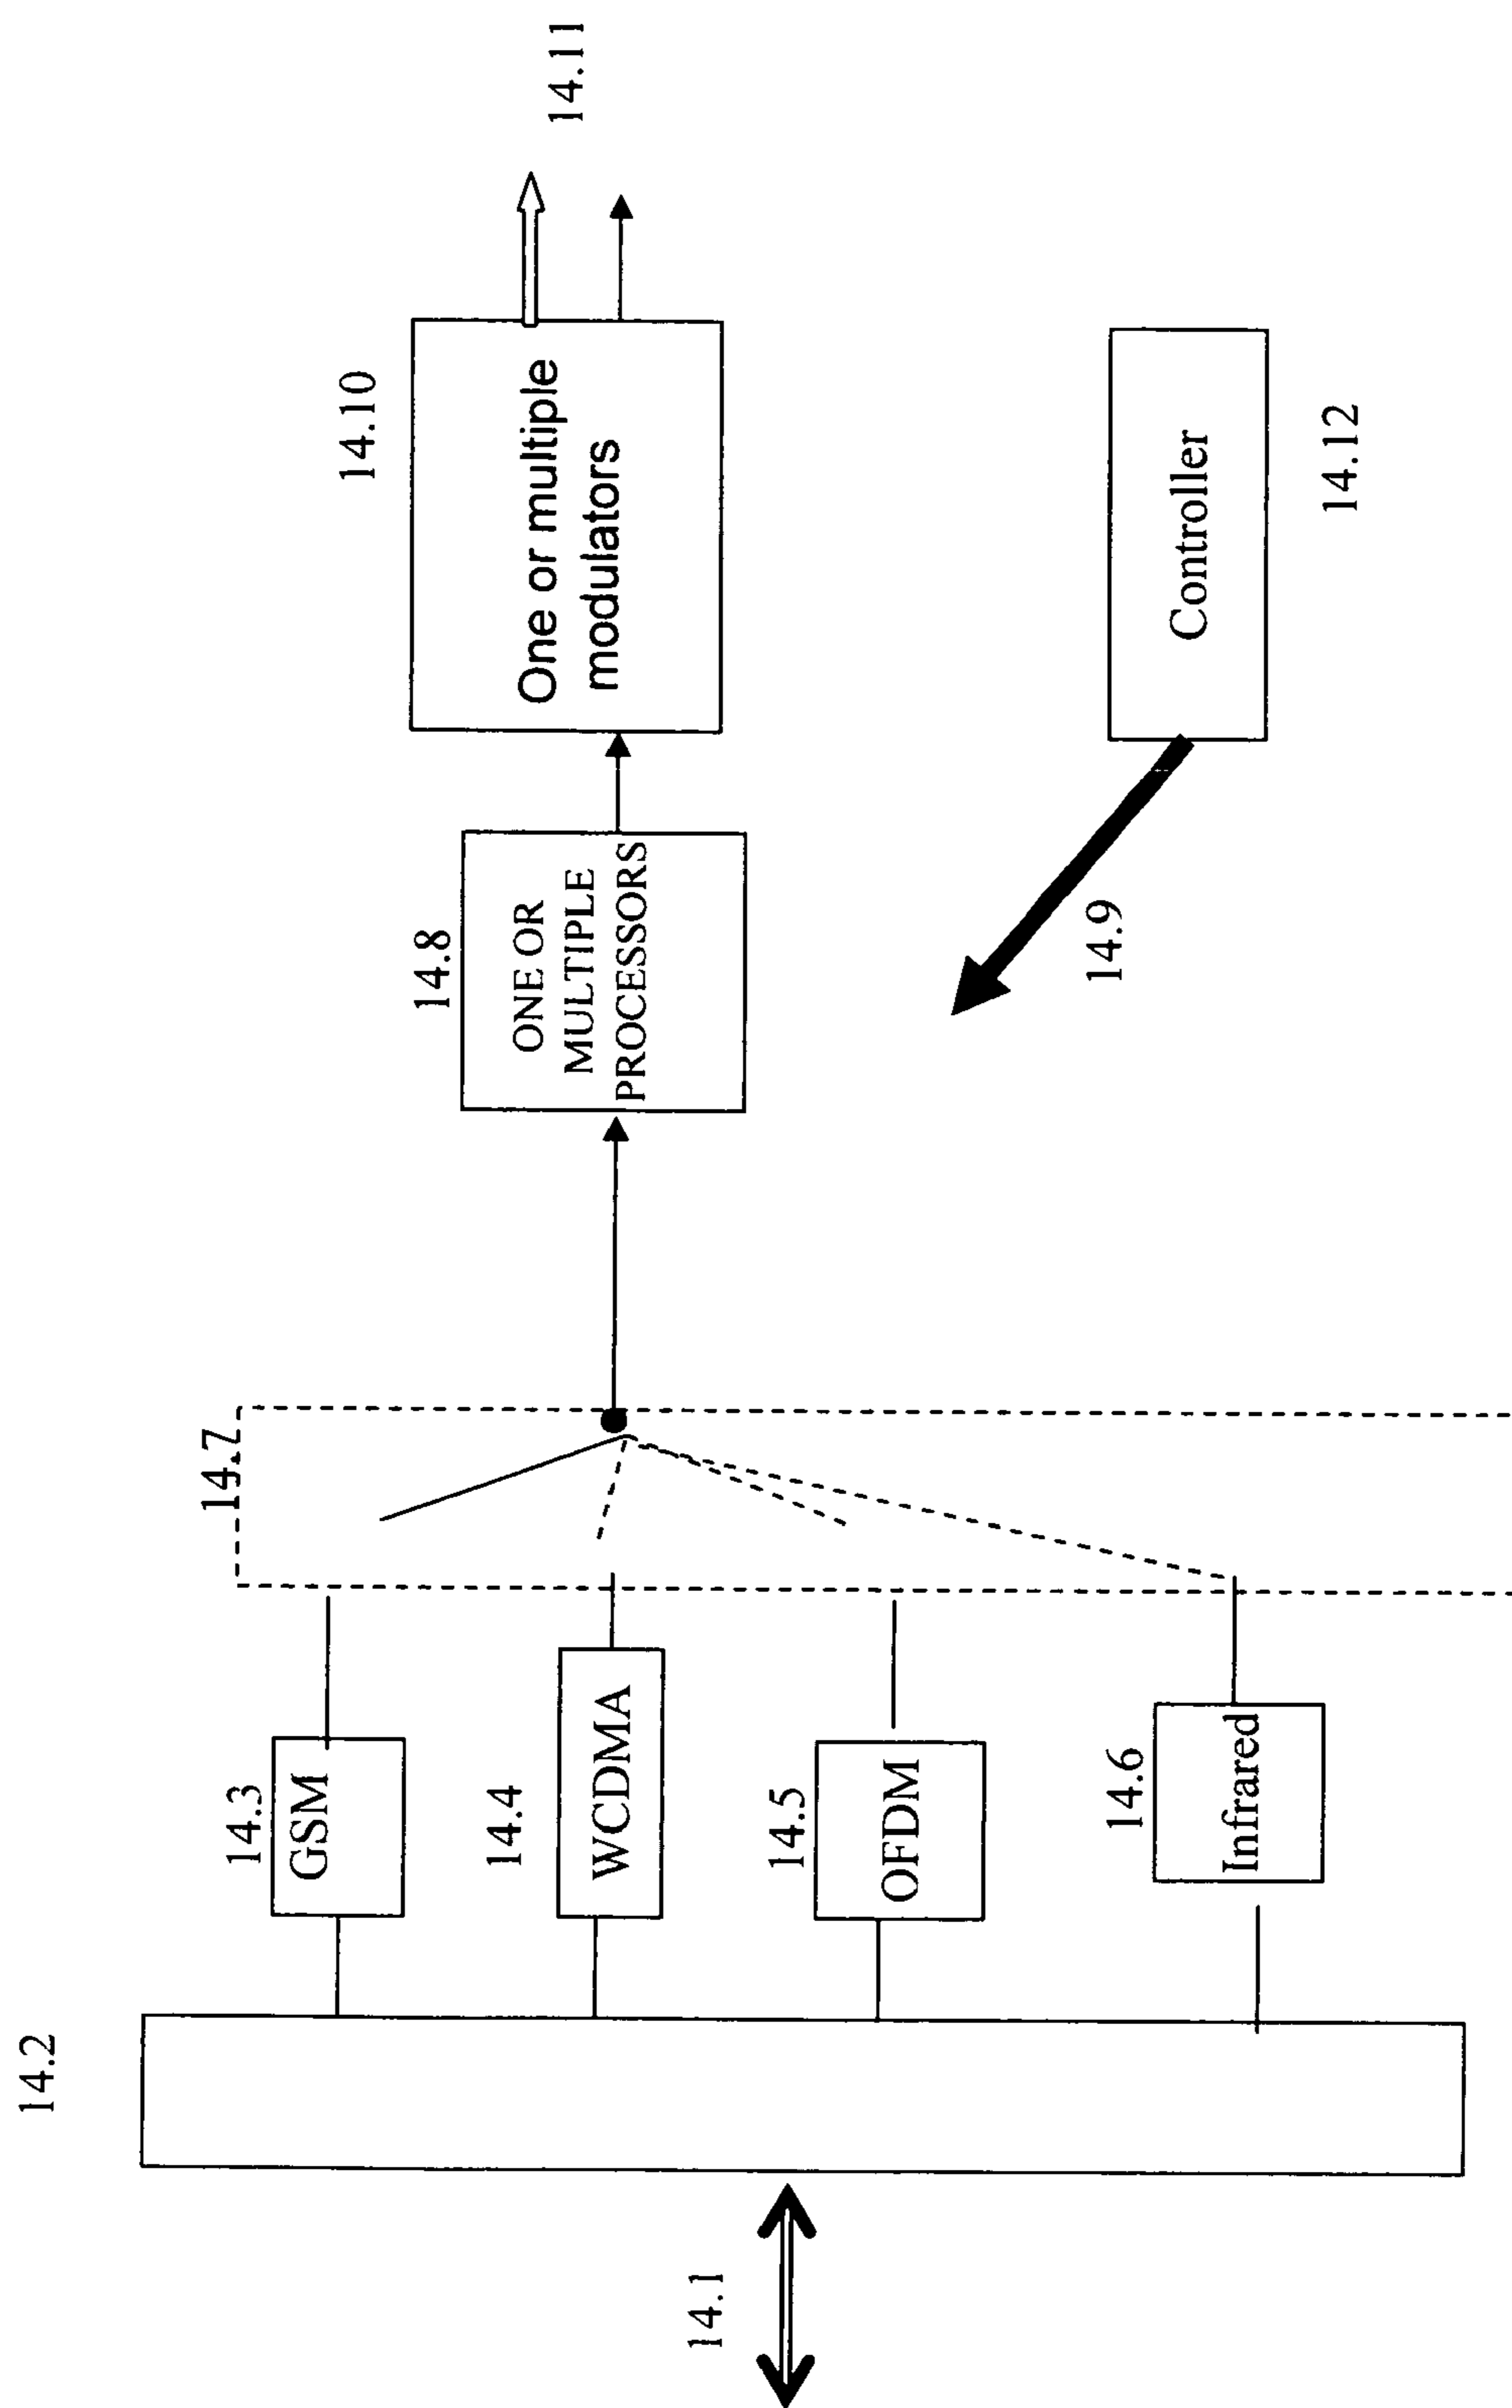 14.1
14.2
14.3
GSM
14.4
WCDMA
14.5
OFDM
14.6
Infrared
14.7
14.8
ONE OR
MULTIPLE
PROCESSORS
14.9
14.10
One or multiple
modulators
14.11
Controller
14.12